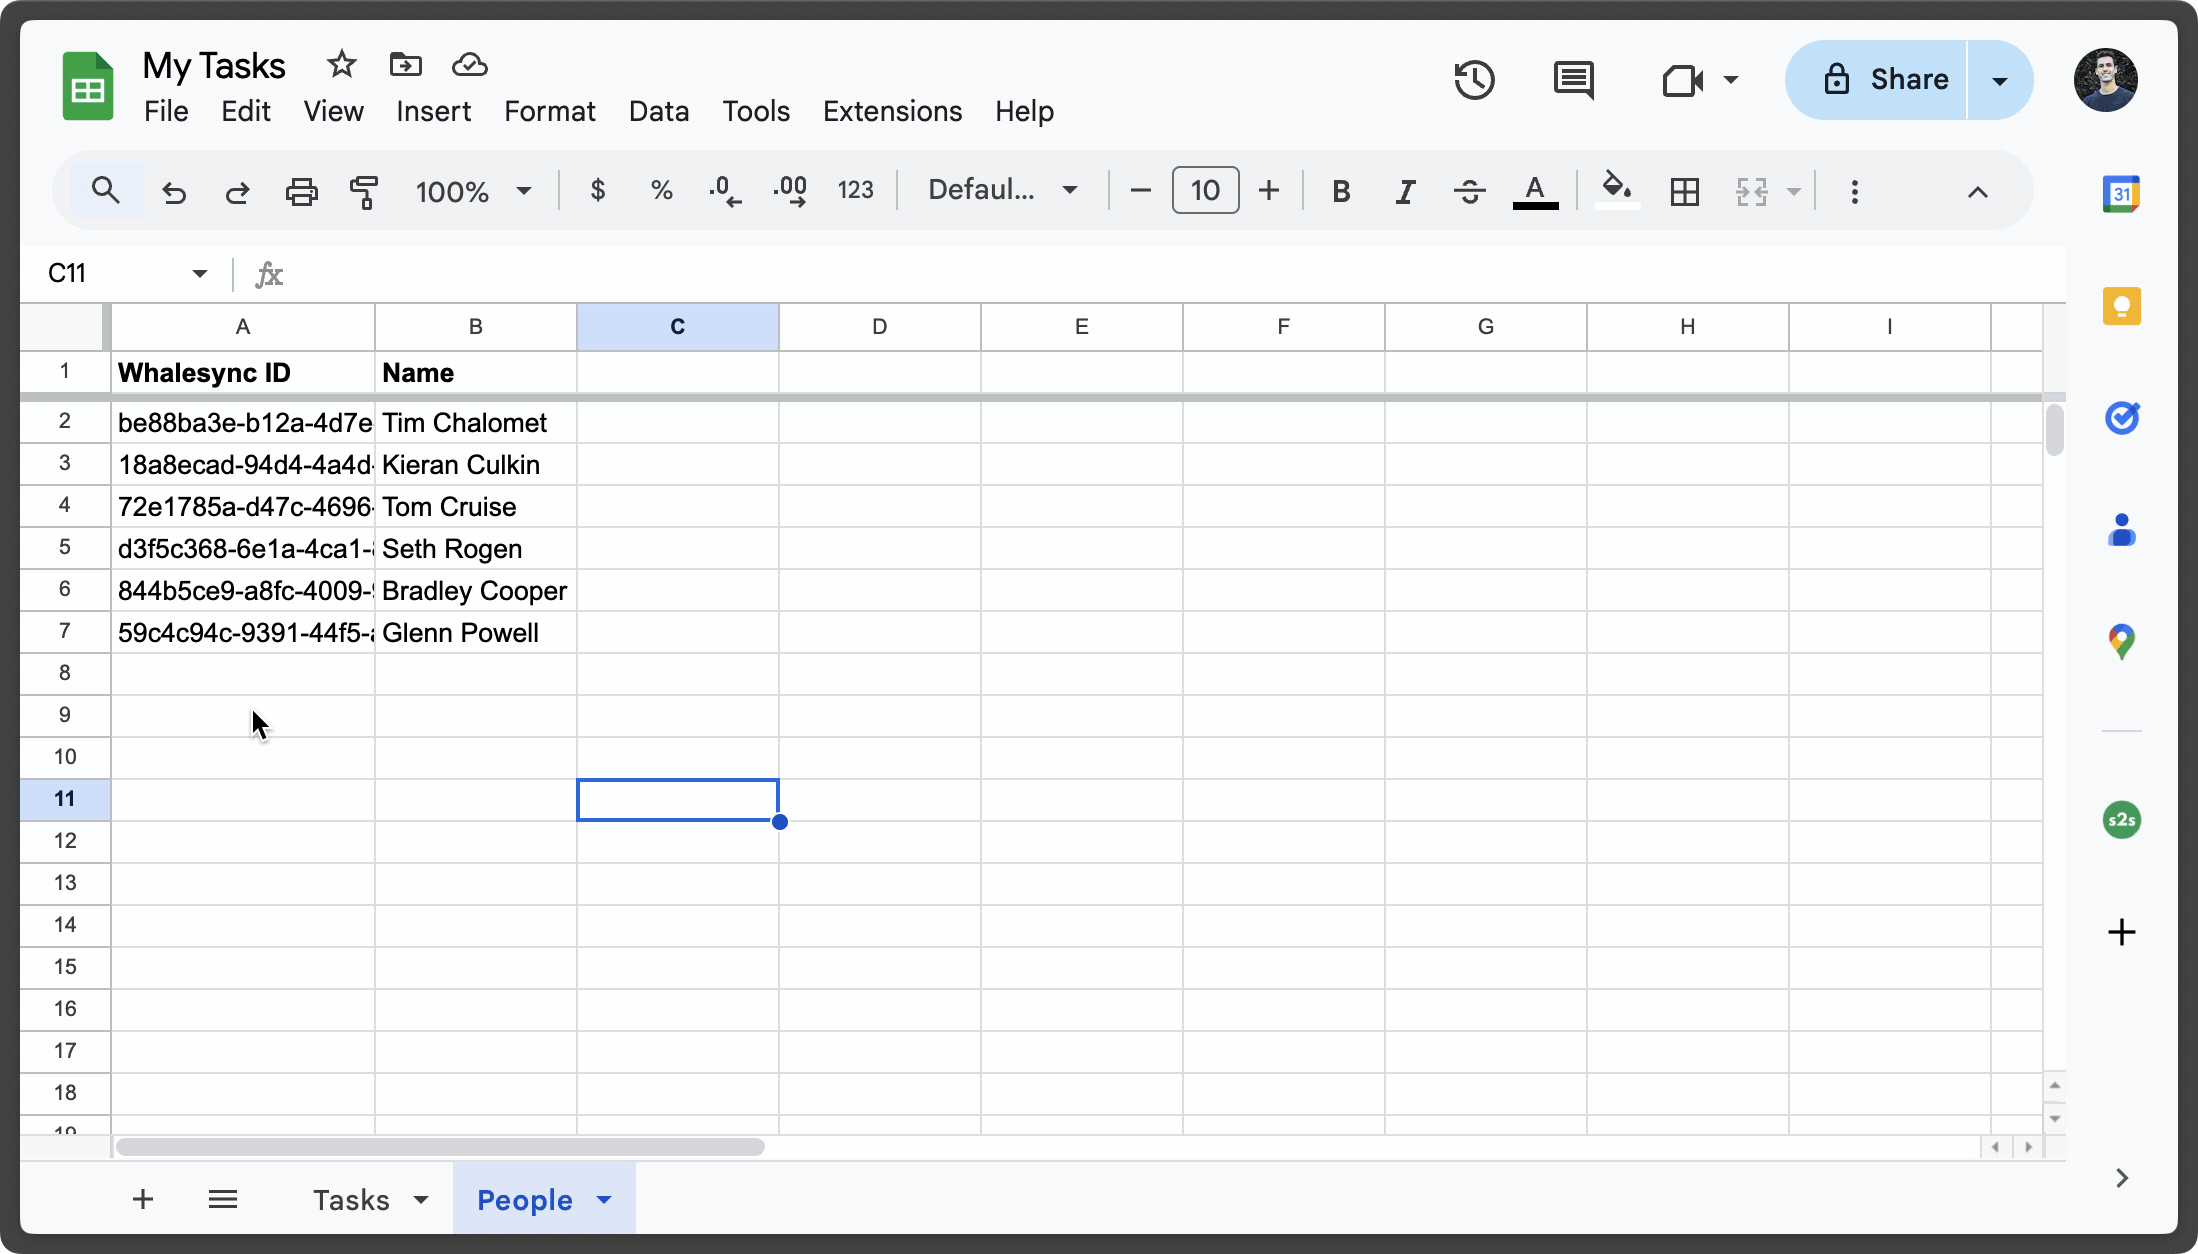 My Tasks
File Edit View Insert Format Data Tools Extensions Help
Share
100% $ % .0 .00 123 Defaul... 10 B I S A
31
C11 fx
A B C D E F G H I
1 Whalesync ID Name
2 be88ba3e-b12a-4d7e Tim Chalomet
3 18a8ecad-94d4-4a4d- Kieran Culkin
4 72e1785a-d47c-4696- Tom Cruise
5 d3f5c368-6e1a-4ca1- Seth Rogen
6 844b5ce9-a8fc-4009- Bradley Cooper
7 59c4c94c-9391-44f5- Glenn Powell
8
9
10
11
12
s2s
13
14
15
16
17
18
19
Tasks People